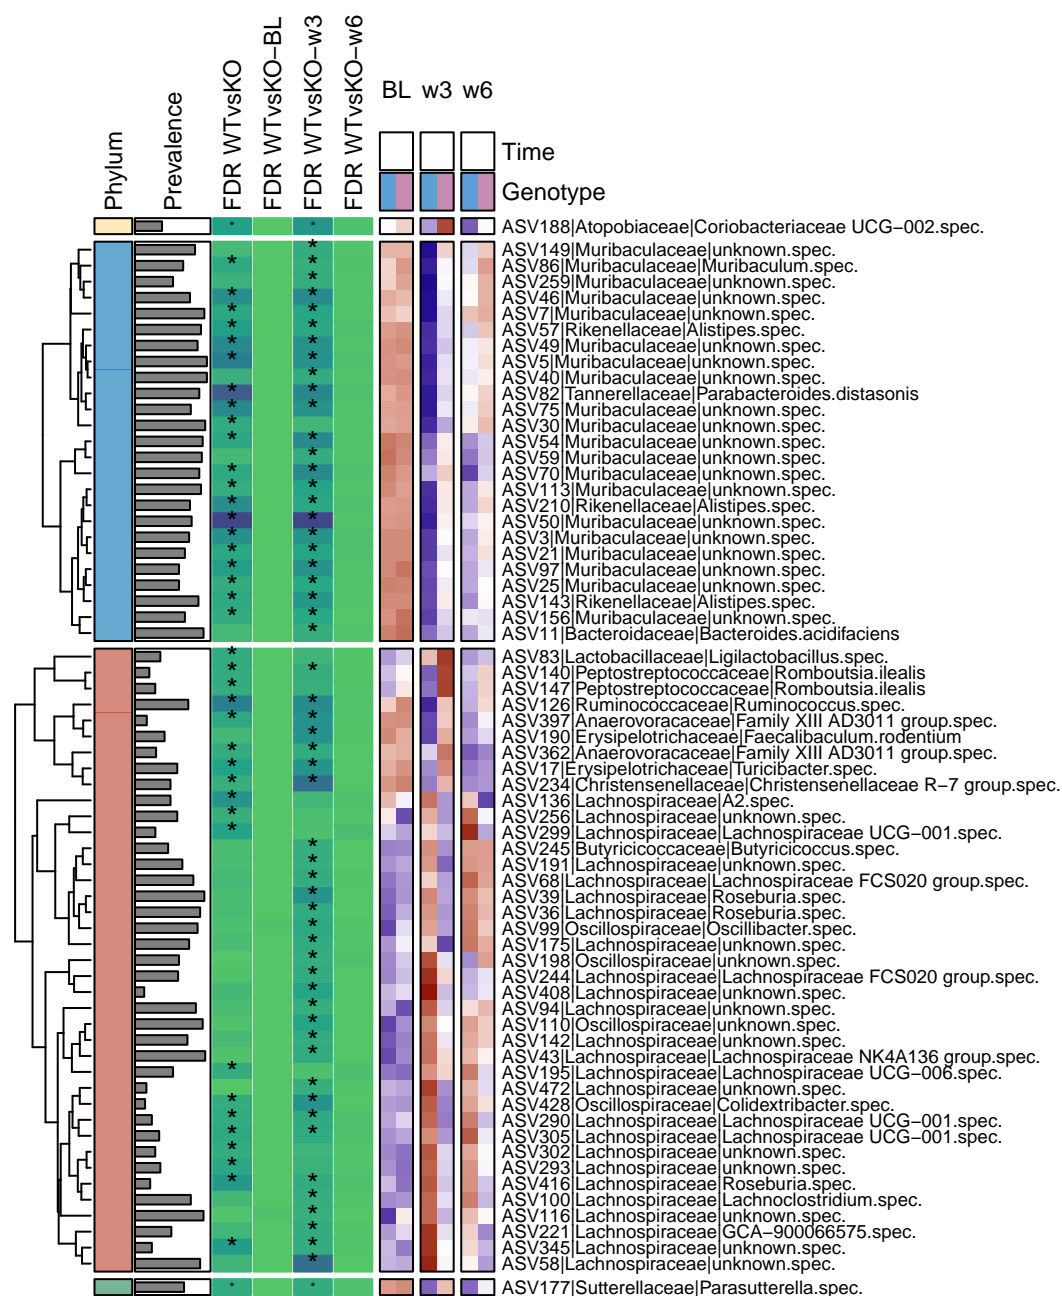 Phylum
Prevalence
FDR WTvsKO
FDR WTvsKO−BL
FDR WTvsKO−w3
FDR WTvsKO−w6
BL w3 w6
Time
Genotype
ASV188|Atopobiaceae|Coriobacteriaceae UCG−002.spec.
ASV149|Muribaculaceae|unknown.spec.
ASV86|Muribaculaceae|Muribaculum.spec.
ASV259|Muribaculaceae|unknown.spec.
ASV46|Muribaculaceae|unknown.spec.
ASV7|Muribaculaceae|unknown.spec.
ASV57|Rikenellaceae|Alistipes.spec.
ASV49|Muribaculaceae|unknown.spec.
ASV5|Muribaculaceae|unknown.spec.
ASV40|Muribaculaceae|unknown.spec.
ASV82|Tannerellaceae|Parabacteroides.distasonis
ASV75|Muribaculaceae|unknown.spec.
ASV30|Muribaculaceae|unknown.spec.
ASV54|Muribaculaceae|unknown.spec.
ASV59|Muribaculaceae|unknown.spec.
ASV70|Muribaculaceae|unknown.spec.
ASV113|Muribaculaceae|unknown.spec.
ASV210|Rikenellaceae|Alistipes.spec.
ASV50|Muribaculaceae|unknown.spec.
ASV3|Muribaculaceae|unknown.spec.
ASV21|Muribaculaceae|unknown.spec.
ASV97|Muribaculaceae|unknown.spec.
ASV25|Muribaculaceae|unknown.spec.
ASV143|Rikenellaceae|Alistipes.spec.
ASV156|Muribaculaceae|unknown.spec.
ASV11|Bacteroidaceae|Bacteroides.acidifaciens
ASV83|Lactobacillaceae|Ligilactobacillus.spec.
ASV140|Peptostreptococcaceae|Romboutsia.ilealis
ASV147|Peptostreptococcaceae|Romboutsia.ilealis
ASV126|Ruminococcaceae|Ruminococcus.spec.
ASV397|Anaerovoracaceae|Family XIII AD3011 group.spec.
ASV190|Erysipelotrichaceae|Faecalibaculum.rodentium
ASV362|Anaerovoracaceae|Family XIII AD3011 group.spec.
ASV17|Erysipelotrichaceae|Turicibacter.spec.
ASV234|Christensenellaceae|Christensenellaceae R−7 group.spec.
ASV136|Lachnospiraceae|A2.spec.
ASV256|Lachnospiraceae|unknown.spec.
ASV299|Lachnospiraceae|Lachnospiraceae UCG−001.spec.
ASV245|Butyricicoccaceae|Butyricicoccus.spec.
ASV191|Lachnospiraceae|unknown.spec.
ASV68|Lachnospiraceae|Lachnospiraceae FCS020 group.spec.
ASV39|Lachnospiraceae|Roseburia.spec.
ASV36|Lachnospiraceae|Roseburia.spec.
ASV99|Oscillospiraceae|Oscillibacter.spec.
ASV175|Lachnospiraceae|unknown.spec.
ASV198|Oscillospiraceae|unknown.spec.
ASV244|Lachnospiraceae|Lachnospiraceae FCS020 group.spec.
ASV408|Lachnospiraceae|unknown.spec.
ASV94|Lachnospiraceae|unknown.spec.
ASV110|Oscillospiraceae|unknown.spec.
ASV142|Lachnospiraceae|unknown.spec.
ASV43|Lachnospiraceae|Lachnospiraceae NK4A136 group.spec.
ASV195|Lachnospiraceae|Lachnospiraceae UCG−006.spec.
ASV472|Lachnospiraceae|unknown.spec.
ASV428|Oscillospiraceae|Colidextribacter.spec.
ASV290|Lachnospiraceae|Lachnospiraceae UCG−001.spec.
ASV305|Lachnospiraceae|Lachnospiraceae UCG−001.spec.
ASV302|Lachnospiraceae|unknown.spec.
ASV293|Lachnospiraceae|unknown.spec.
ASV416|Lachnospiraceae|Roseburia.spec.
ASV100|Lachnospiraceae|Lachnoclostridium.spec.
ASV116|Lachnospiraceae|unknown.spec.
ASV221|Lachnospiraceae|GCA−900066575.spec.
ASV345|Lachnospiraceae|unknown.spec.
ASV58|Lachnospiraceae|unknown.spec.
ASV177|Sutterellaceae|Parasutterella.spec.